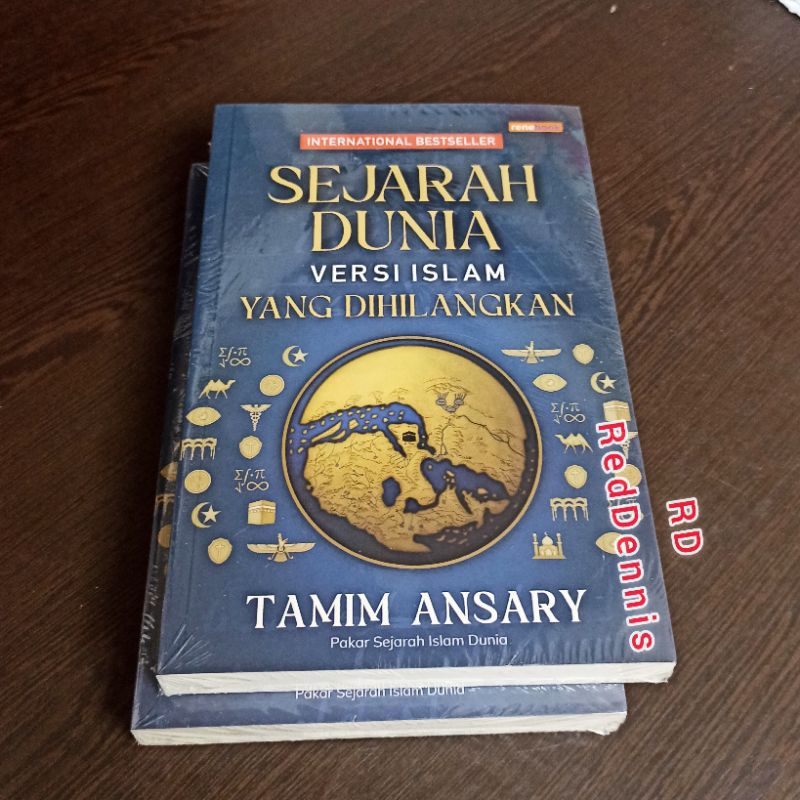 renebook
INTERNATIONAL BESTSELLER
SEJARAH
DUNIA
VERSI ISLAM
YANG DIHILANGKAN
Σ∫·π
√∞
Σ∫·π
√∞
Σ∫·π
√∞
RedDennis
RD
TAMIM ANSARY
Pakar Sejarah Islam Dunia
Pakar Sejarah Islam Dunia